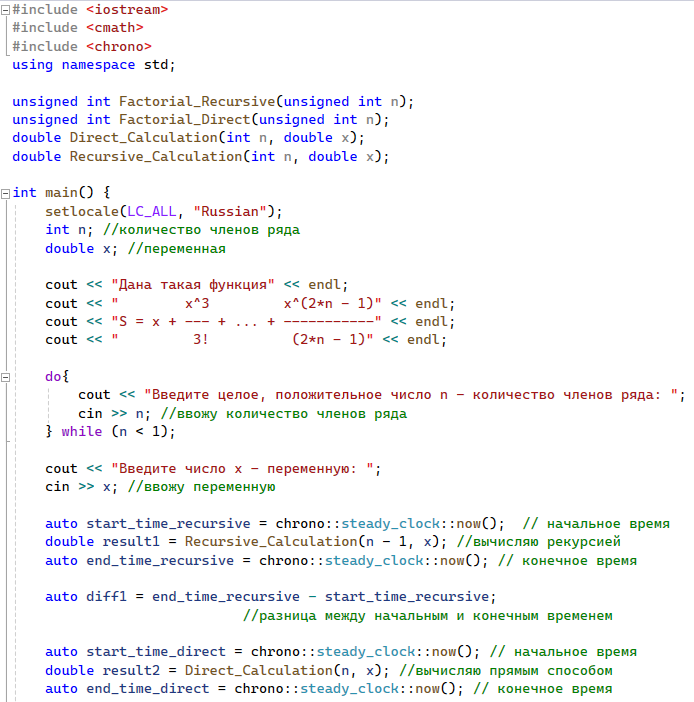 #include <iostream>
#include <cmath>
#include <chrono>
using namespace std;

unsigned int Factorial_Recursive(unsigned int n);
unsigned int Factorial_Direct(unsigned int n);
double Direct_Calculation(int n, double x);
double Recursive_Calculation(int n, double x);

int main() {
    setlocale(LC_ALL, "Russian");
    int n; //количество членов ряда
    double x; //переменная

    cout << "Дана такая функция" << endl;
    cout << "        x^3         x^(2*n - 1)" << endl;
    cout << "S = x + --- + ... + -----------" << endl;
    cout << "         3!          (2*n - 1)" << endl;

    do{
        cout << "Введите целое, положительное число n - количество членов ряда: ";
        cin >> n; //ввожу количество членов ряда
    } while (n < 1);

    cout << "Введите число x - переменную: ";
    cin >> x; //ввожу переменную

    auto start_time_recursive = chrono::steady_clock::now();  // начальное время
    double result1 = Recursive_Calculation(n - 1, x); //вычисляю рекурсией
    auto end_time_recursive = chrono::steady_clock::now(); // конечное время

    auto diff1 = end_time_recursive - start_time_recursive;
                            //разница между начальным и конечным временем

    auto start_time_direct = chrono::steady_clock::now(); // начальное время
    double result2 = Direct_Calculation(n, x); //вычисляю прямым способом
    auto end_time_direct = chrono::steady_clock::now(); // конечное время